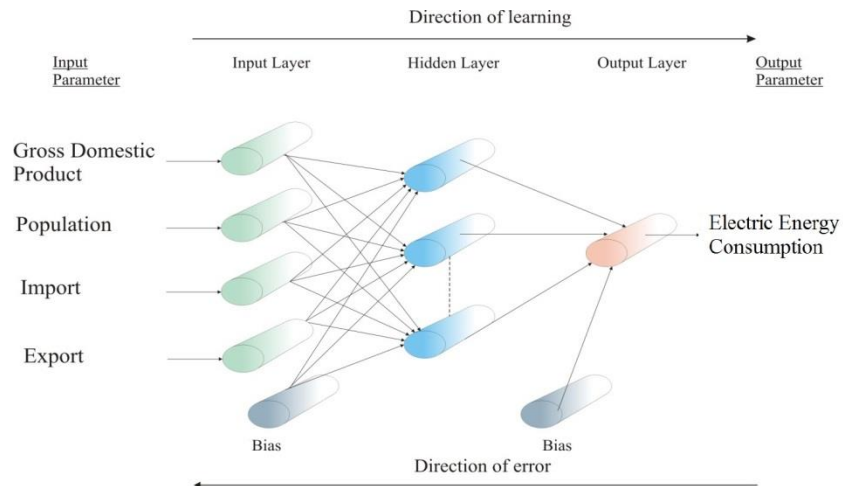 Direction of learning
Input
Parameter
Input Layer
Hidden Layer
Output Layer
Output
Parameter
Gross Domestic
Product
Population
Import
Export
Electric Energy
Consumption
Bias
Bias
Direction of error